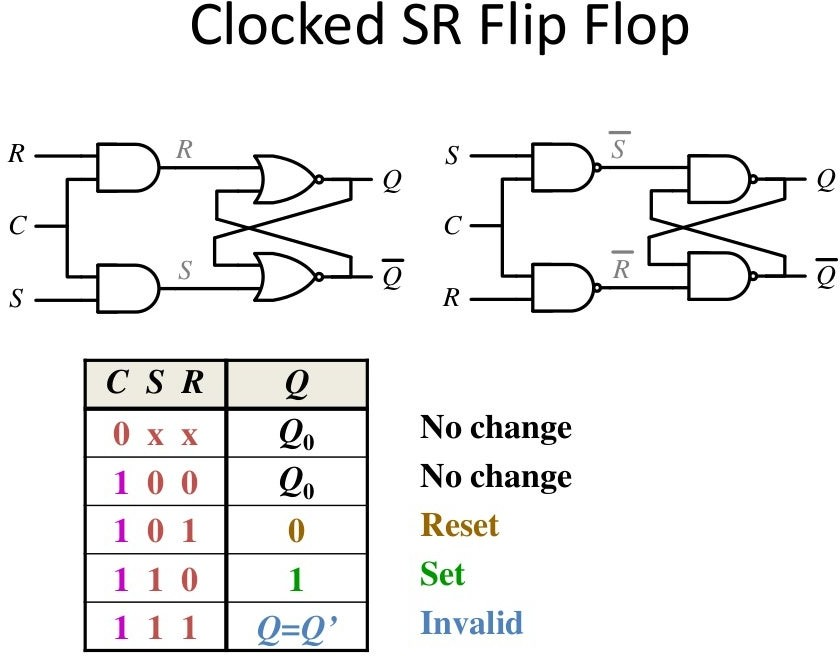 Clocked SR Flip Flop
R R Q
C
S S Q̅
S S̅ Q
C
R R̅ Q̅
C S R Q
0 x x Q₀ No change
1 0 0 Q₀ No change
1 0 1 0 Reset
1 1 0 1 Set
1 1 1 Q=Q’ Invalid